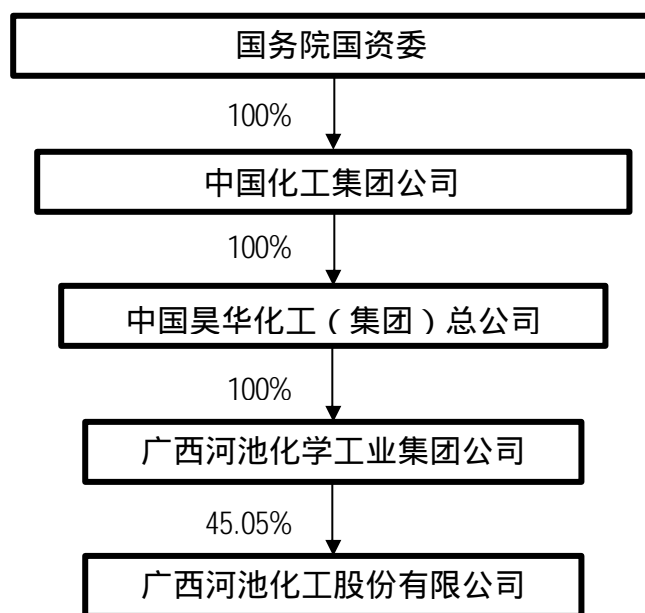 国务院国资委
100%
中国化工集团公司
100%
中国昊华化工（集团）总公司
100%
广西河池化学工业集团公司
45.05%
广西河池化工股份有限公司